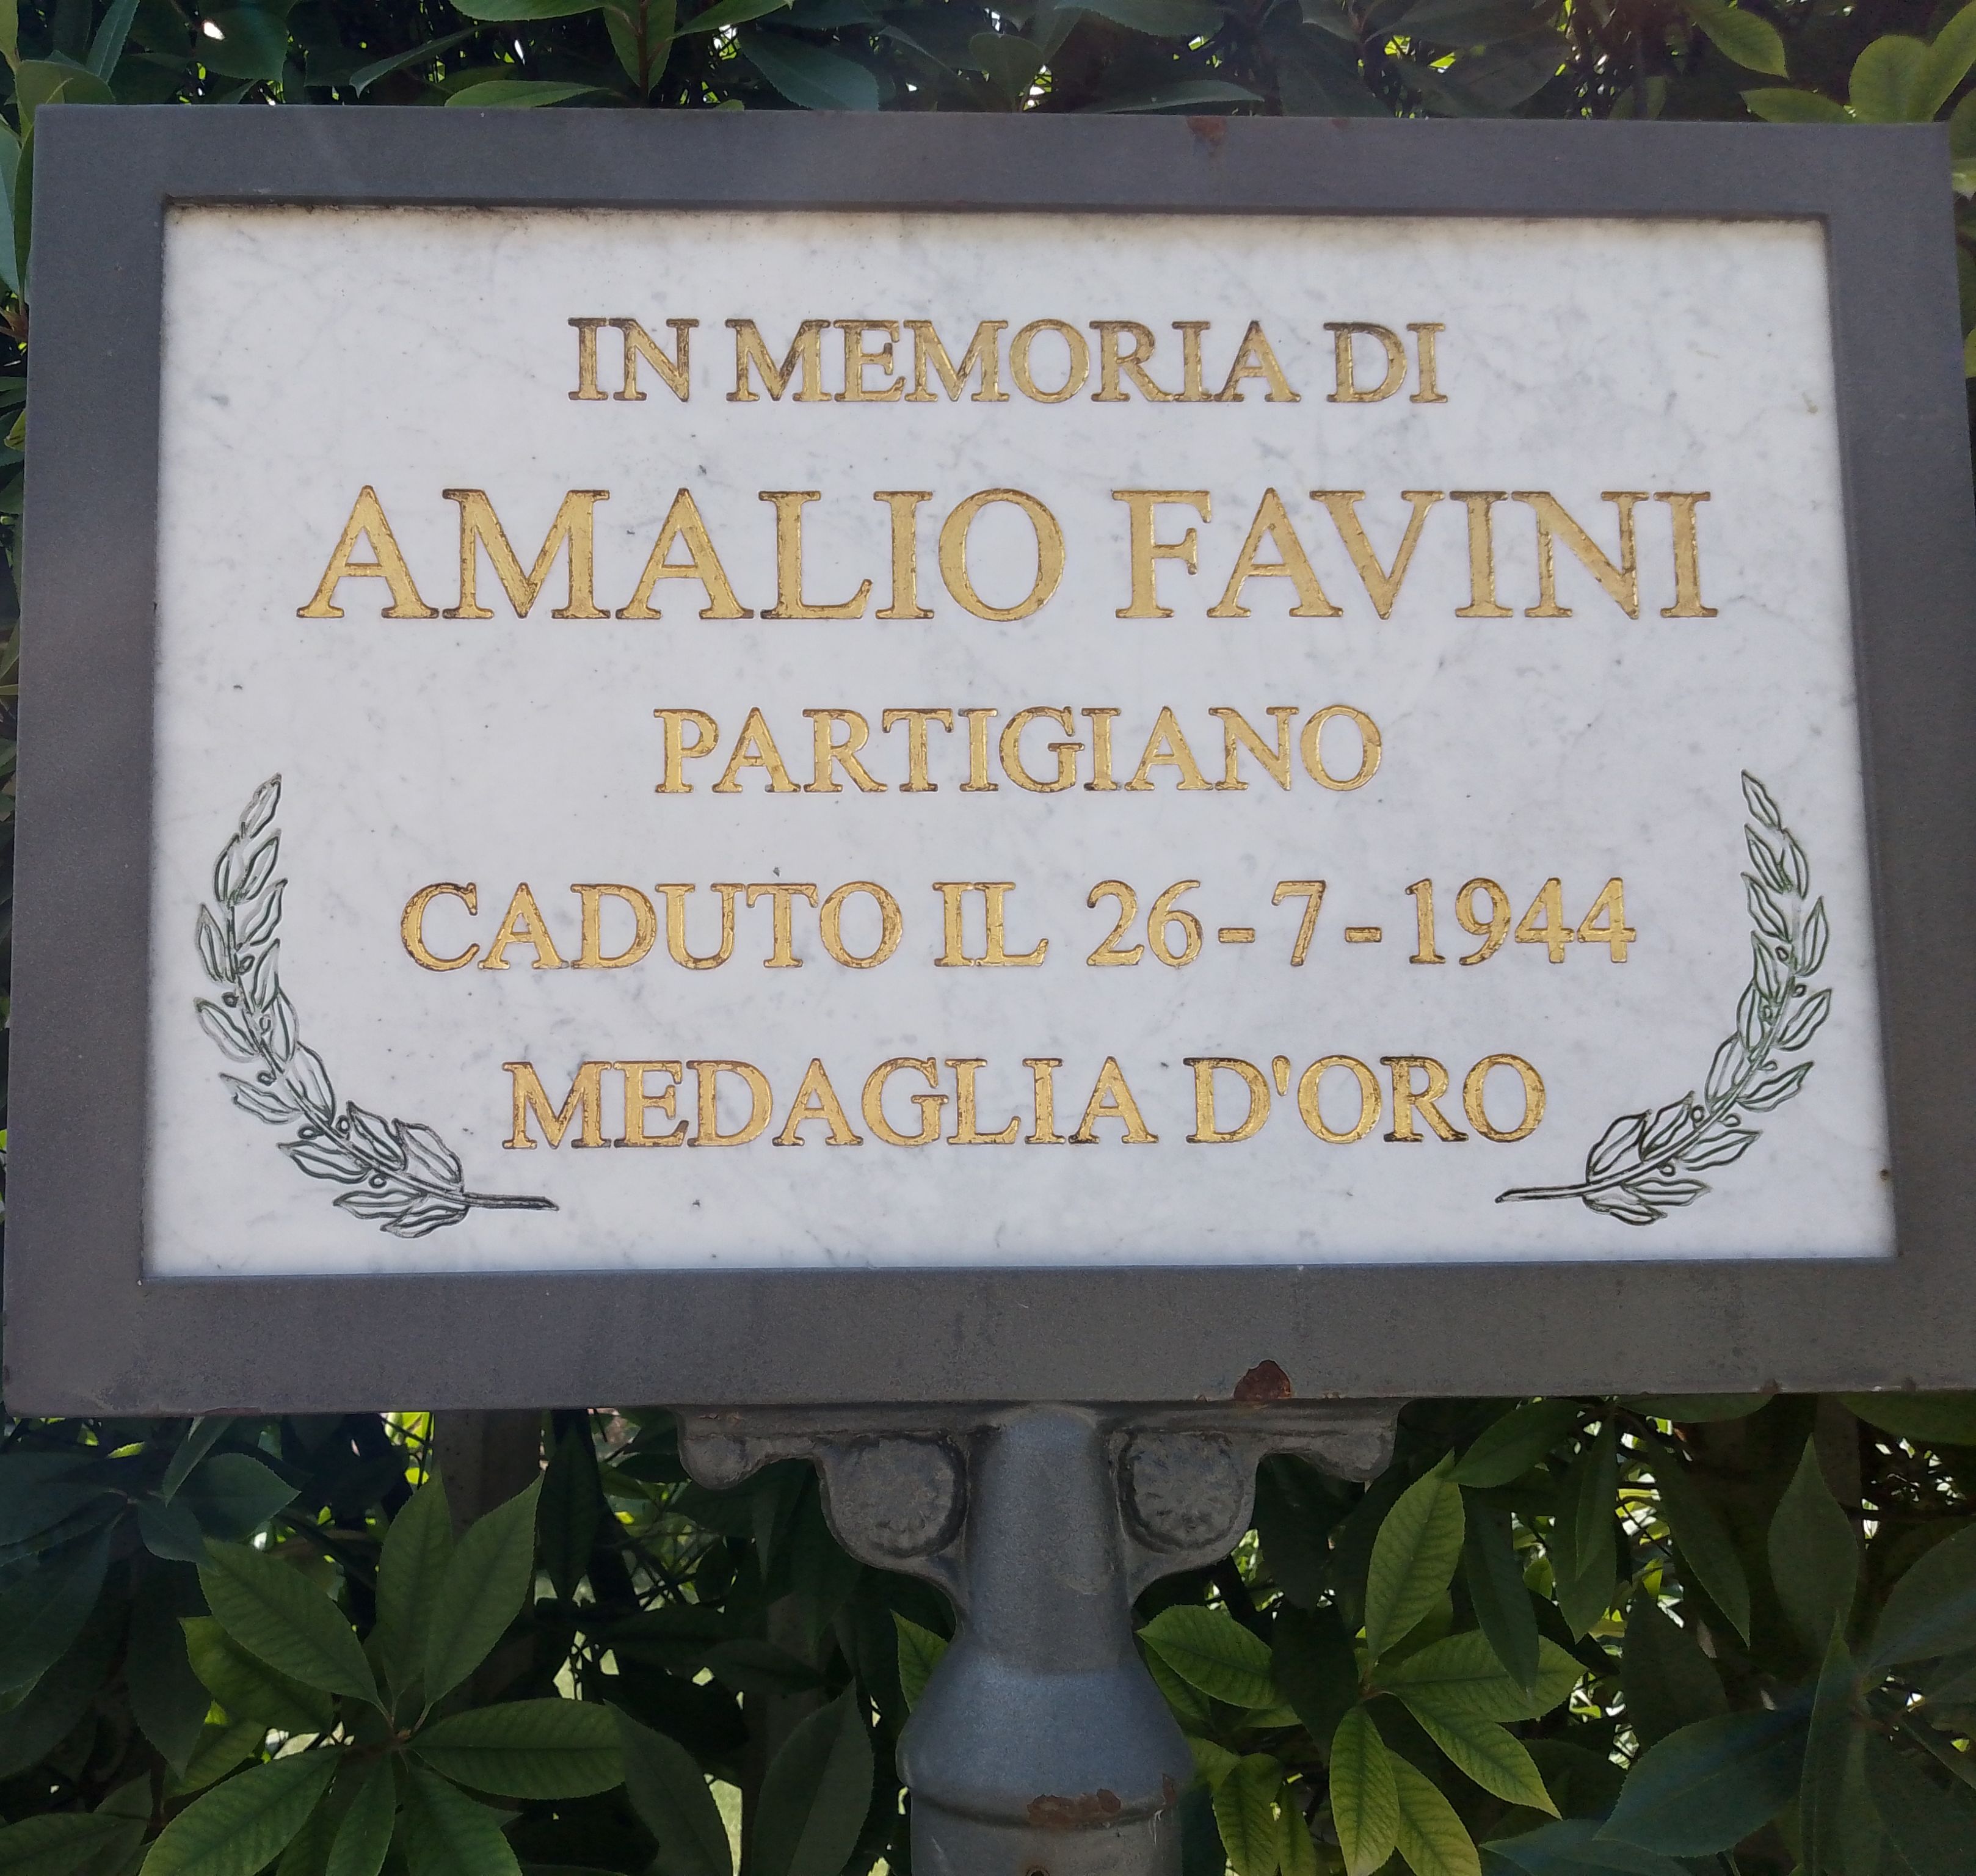 IN MEMORIA DI
AMALIO FAVINI
PARTIGIANO
CADUTO IL 26-7-1944
MEDAGLIA D'ORO